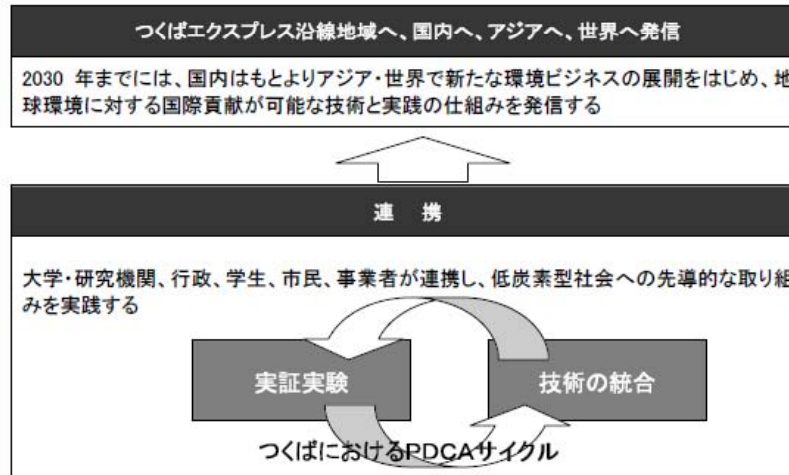 つくばエクスプレス沿線地域へ、国内へ、アジアへ、世界へ発信
2030 年までには、国内はもとよりアジア・世界で新たな環境ビジネスの展開をはじめ、地
球環境に対する国際貢献が可能な技術と実践の仕組みを発信する
連 携
大学・研究機関、行政、学生、市民、事業者が連携し、低炭素型社会への先導的な取り組
みを実践する
実証実験
技術の統合
つくばにおけるPDCAサイクル